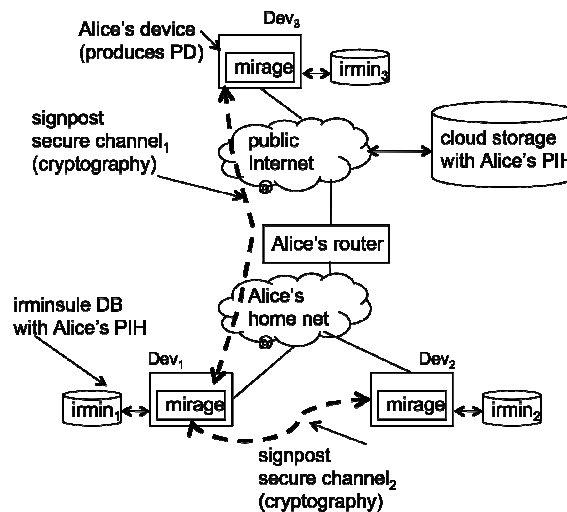 Dev3
Alice's device
(produces PD)
mirage
irmin3
signpost
secure channel1
(cryptography)
public
Internet
cloud storage
with Alice's PIH
Alice's router
Alice's
home net
irminsule DB
with Alice's PIH
Dev1
Dev2
irmin1
mirage
mirage
irmin2
signpost
secure channel2
(cryptography)